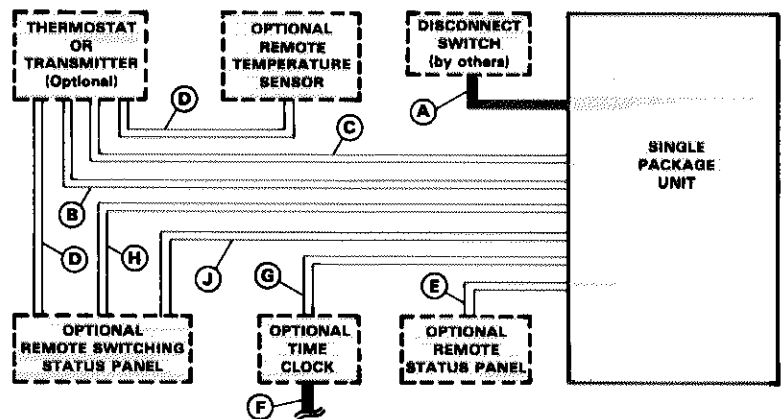 THERMOSTAT
OR
TRANSMITTER
(Optional)
OPTIONAL
REMOTE
TEMPERATURE
SENSOR
DISCONNECT
SWITCH
(by others)
D
A
C
SINGLE
PACKAGE
UNIT
B
D
H
J
G
E
OPTIONAL
REMOTE SWITCHING
STATUS PANEL
OPTIONAL
TIME
CLOCK
OPTIONAL
REMOTE
STATUS PANEL
F